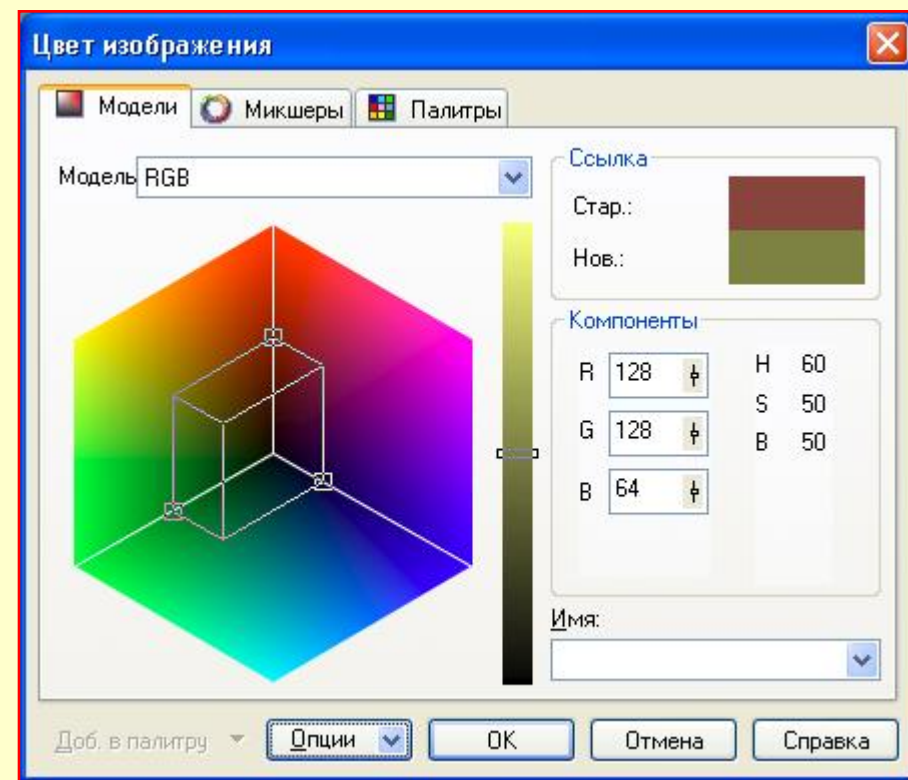 Цвет изображения
Модели Микшеры Палитры
Модель RGB
Ссылка
Стар.:
Нов.:
Компоненты
R 128 H 60
S 50
G 128 B 50
B 64
Имя:
Доб. в палитру Опции OK Отмена Справка